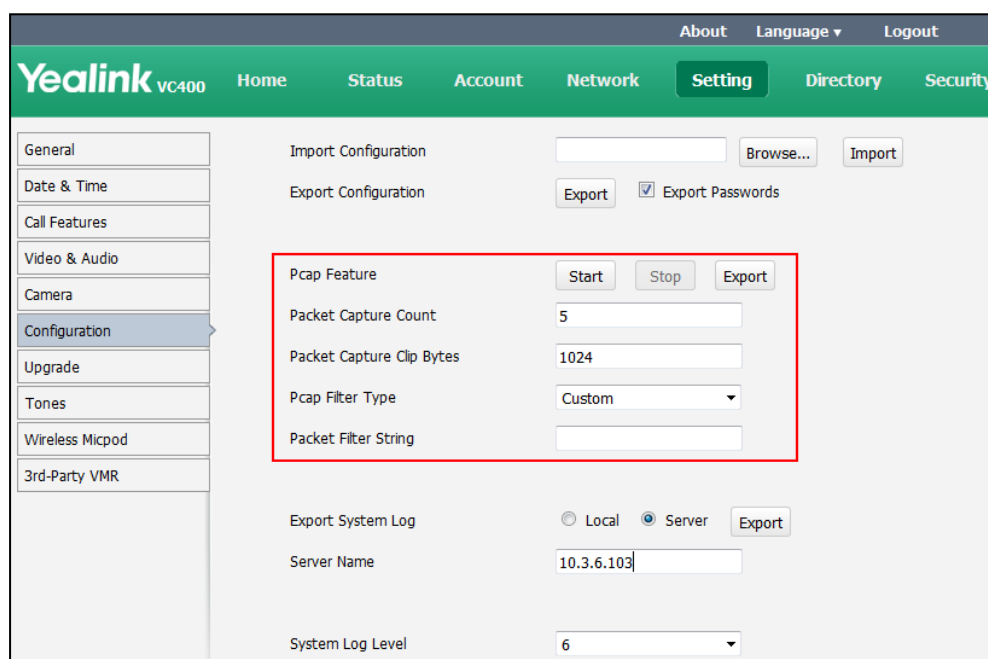 About Language ▾ Logout
Yealink VC400 Home Status Account Network Setting Directory Security
General
Date & Time
Call Features
Video & Audio
Camera
Configuration
Upgrade
Tones
Wireless Micpod
3rd-Party VMR
Import Configuration Browse... Import
Export Configuration Export Export Passwords
Pcap Feature Start Stop Export
Packet Capture Count 5
Packet Capture Clip Bytes 1024
Pcap Filter Type Custom
Packet Filter String
Export System Log Local Server Export
Server Name 10.3.6.103
System Log Level 6